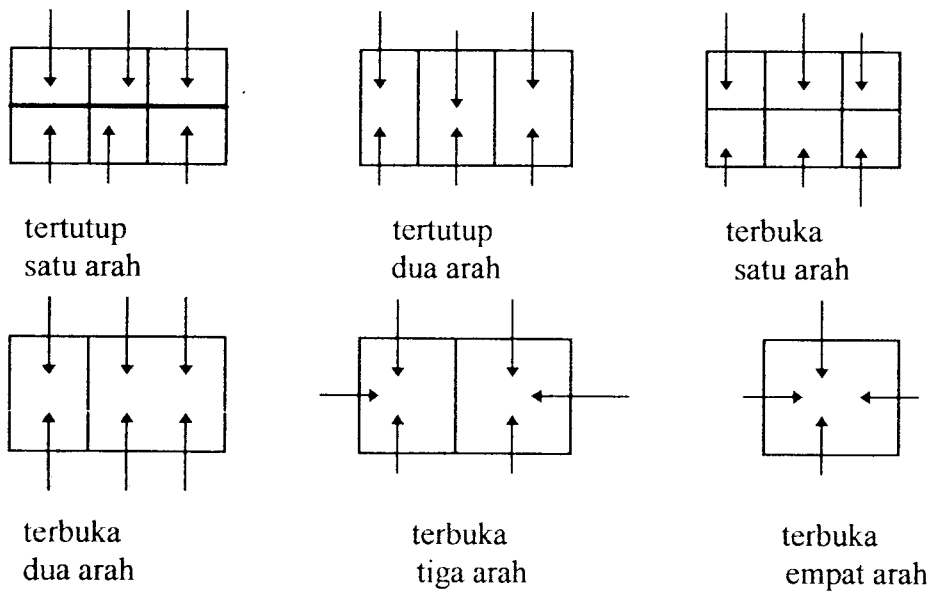 tertutup
satu arah
tertutup
dua arah
terbuka
satu arah
terbuka
dua arah
terbuka
tiga arah
terbuka
empat arah